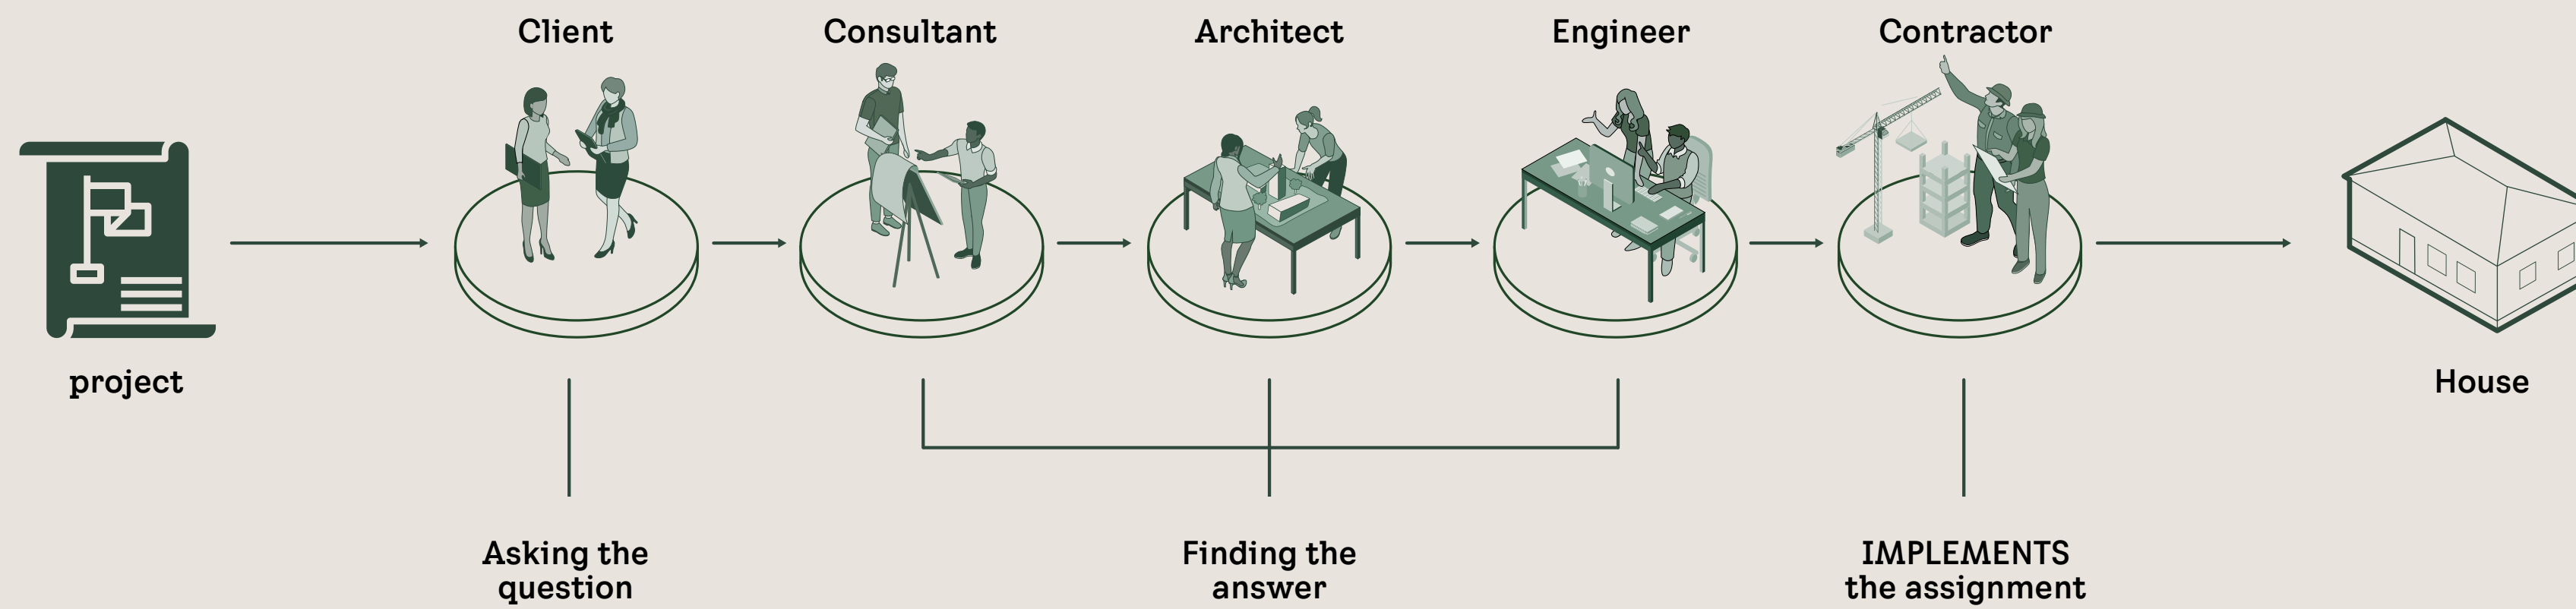 Client
Consultant
Architect
Engineer
Contractor
project
House
Asking the
question
Finding the
answer
IMPLEMENTS
the assignment